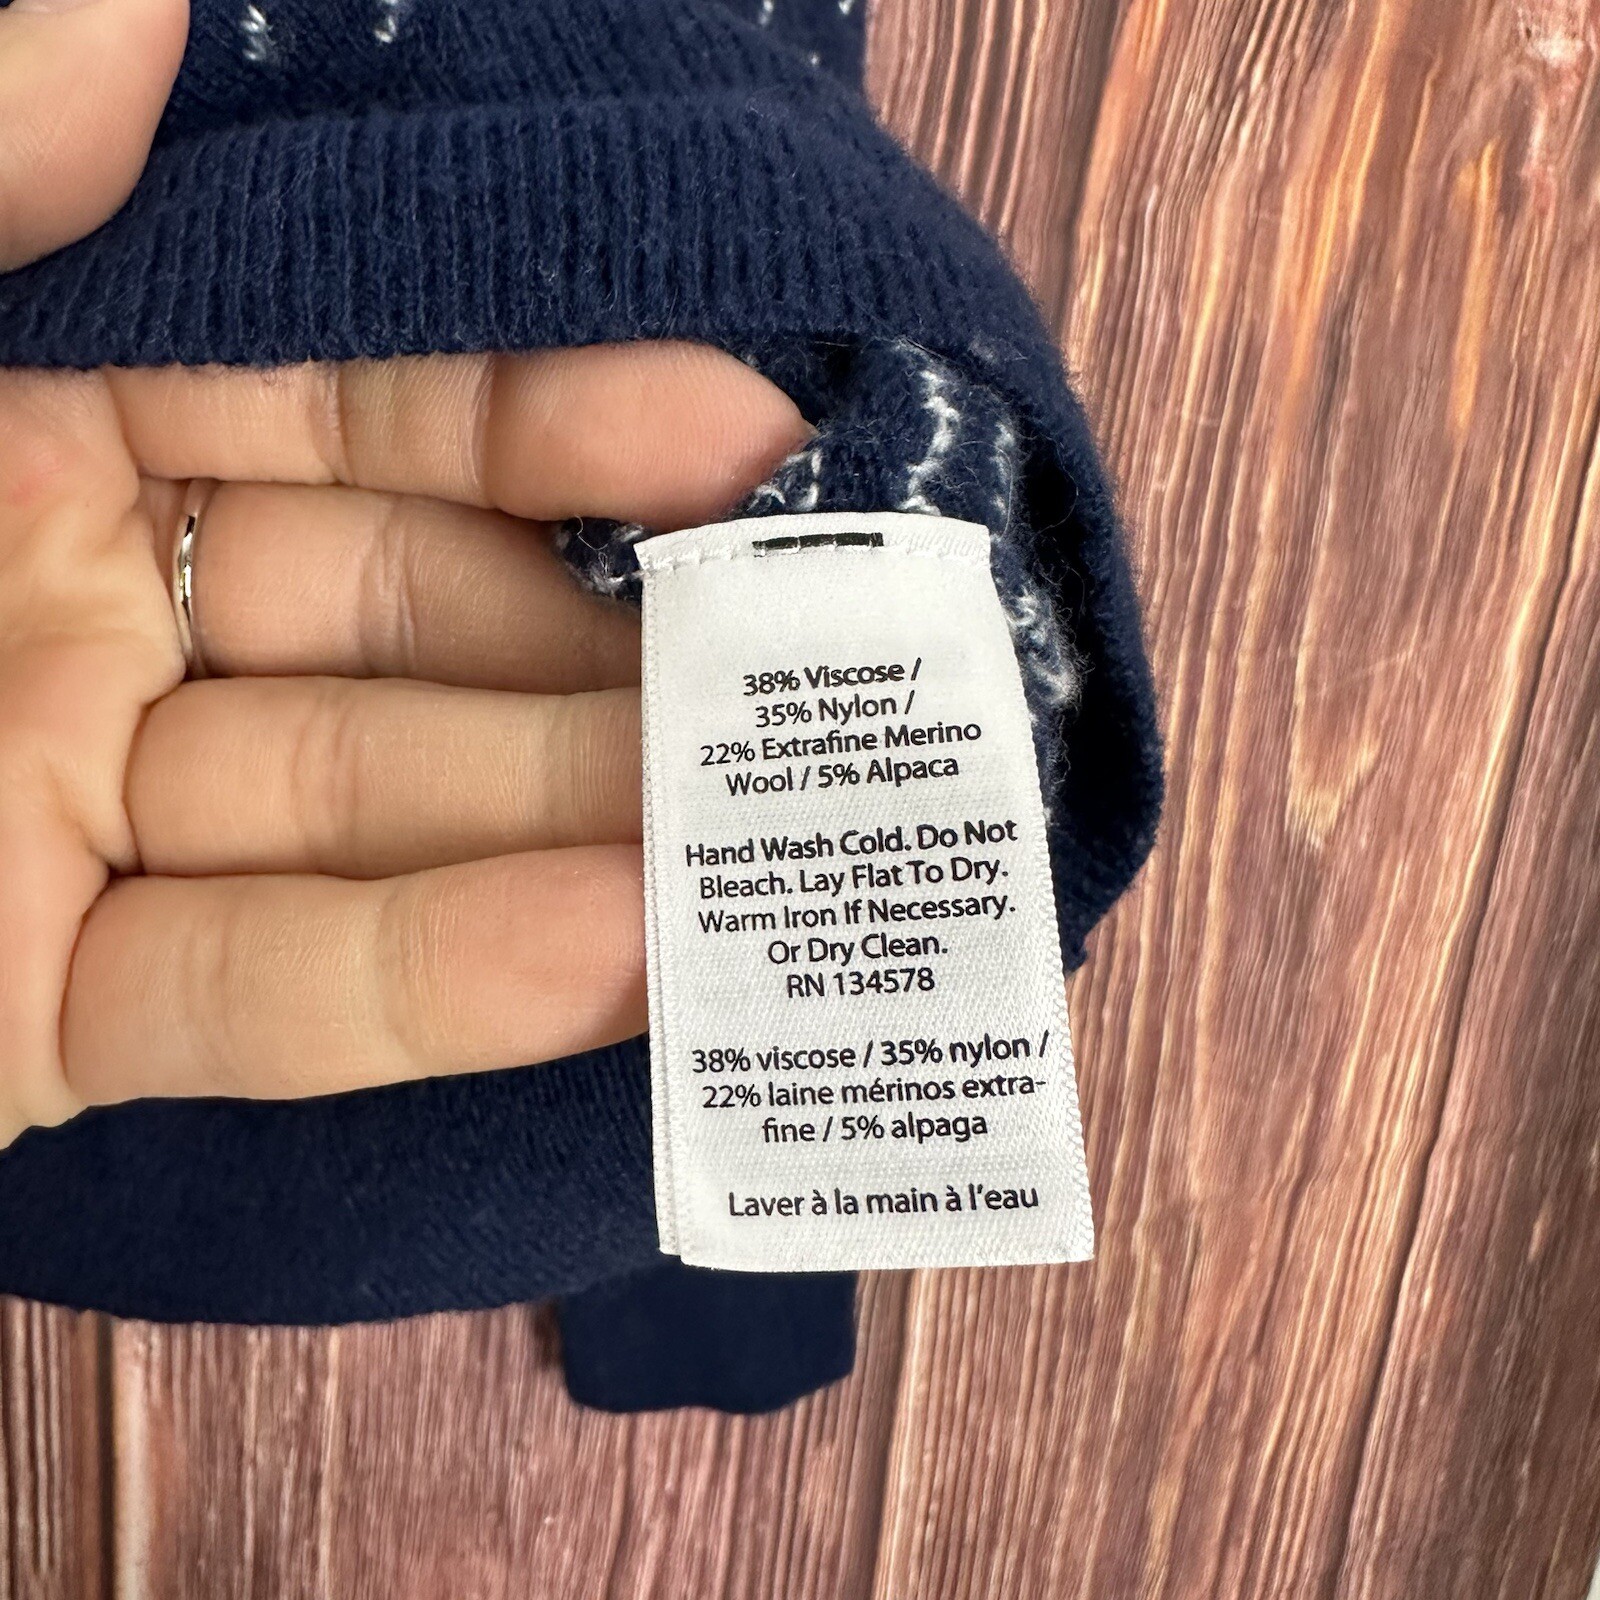 38% Viscose /
35% Nylon /
22% Extrafine Merino
Wool / 5% Alpaca
Hand Wash Cold. Do Not
Bleach. Lay Flat To Dry.
Warm Iron If Necessary.
Or Dry Clean.
RN 134578
38% viscose / 35% nylon /
22% laine mérinos extra-
fine / 5% alpaga
Laver à la main à l'eau